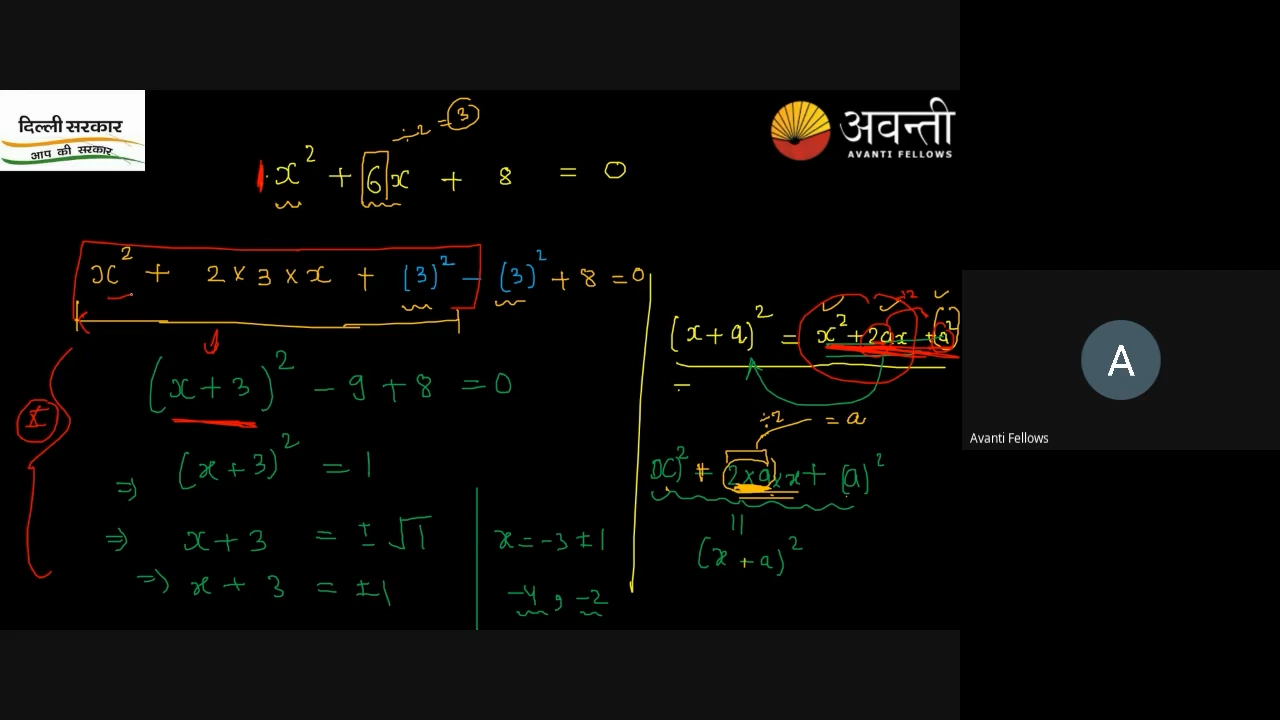 दिल्ली सरकार
आप की सरकार
अवन्ती
AVANTI FELLOWS
÷2 = 3
1·x² + 6x + 8 = 0
x² + 2×3×x + (3)² - (3)² + 8 = 0
(x+3)² - 9 + 8 = 0
⇒ (x+3)² = 1
⇒ x+3 = ±√1
⇒ x+3 = ±1
x = -3 ± 1
-4, -2
(x+a)² = x² + 2ax + a²
÷2 = a
x² + 2×a×x + (a)²
||
(x+a)²
A
Avanti Fellows